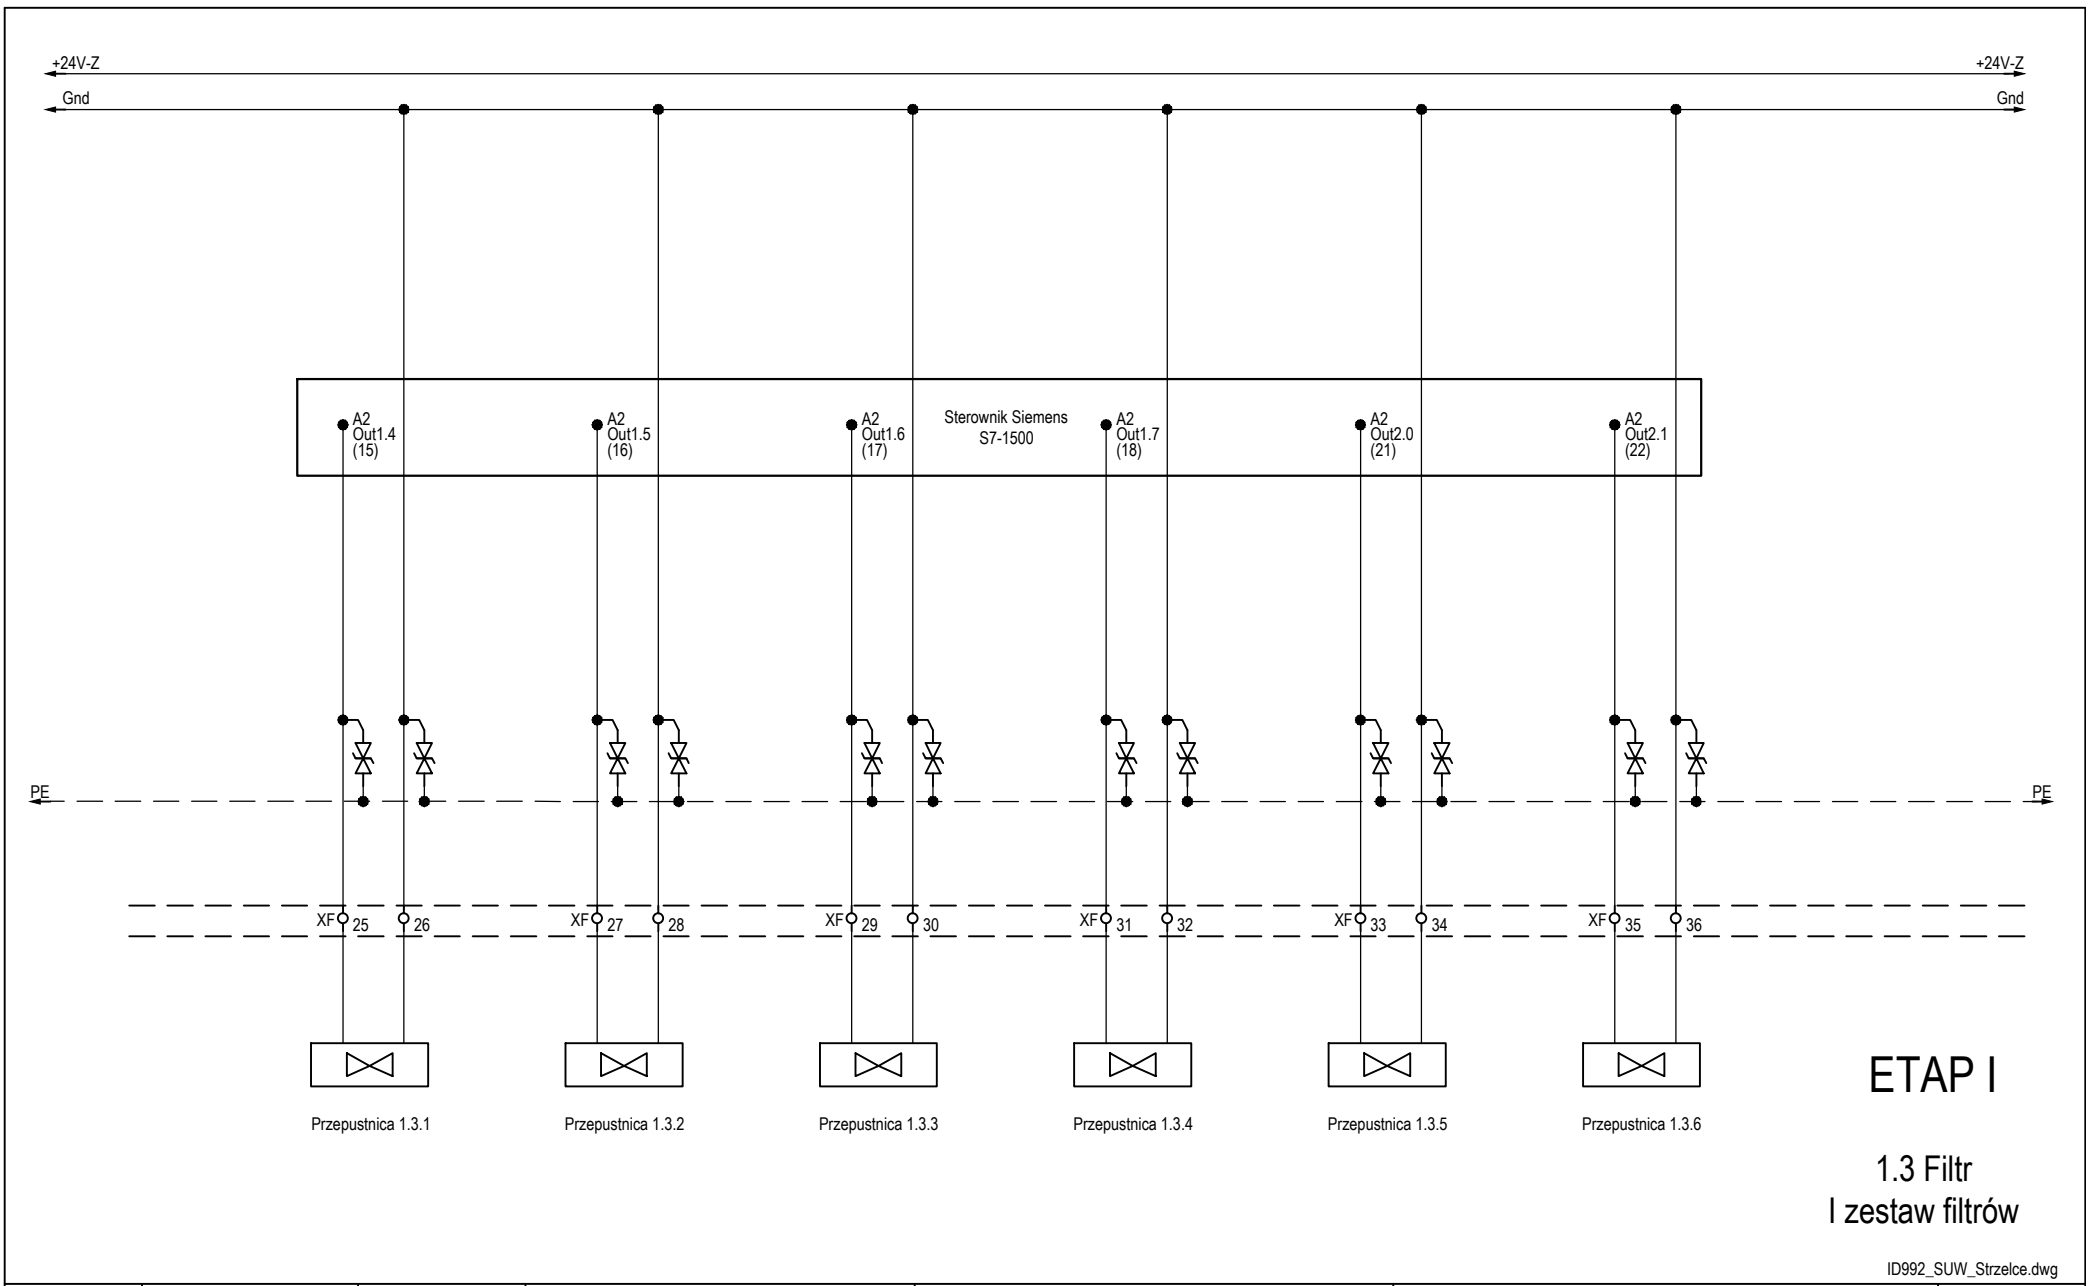 +24V-Z +24V-Z
Gnd Gnd
A2 A2 A2 Sterownik Siemens A2 A2 A2
Out1.4 Out1.5 Out1.6 S7-1500 Out1.7 Out2.0 Out2.1
(15) (16) (17) (18) (21) (22)
PE PE
XF 25 26 XF 27 28 XF 29 30 XF 31 32 XF 33 34 XF 35 36
Przepustnica 1.3.1 Przepustnica 1.3.2 Przepustnica 1.3.3 Przepustnica 1.3.4 Przepustnica 1.3.5 Przepustnica 1.3.6
ETAP I
1.3 Filtr
I zestaw filtrów
ID992_SUW_Strzelce.dwg